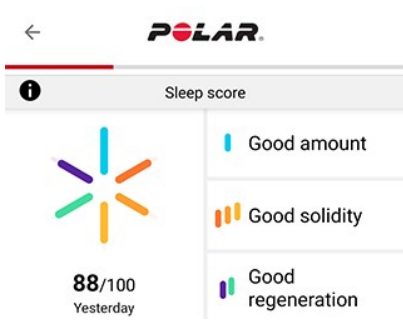 POLAR.
Sleep score
Good amount
Good solidity
88/100
Yesterday
Good
regeneration